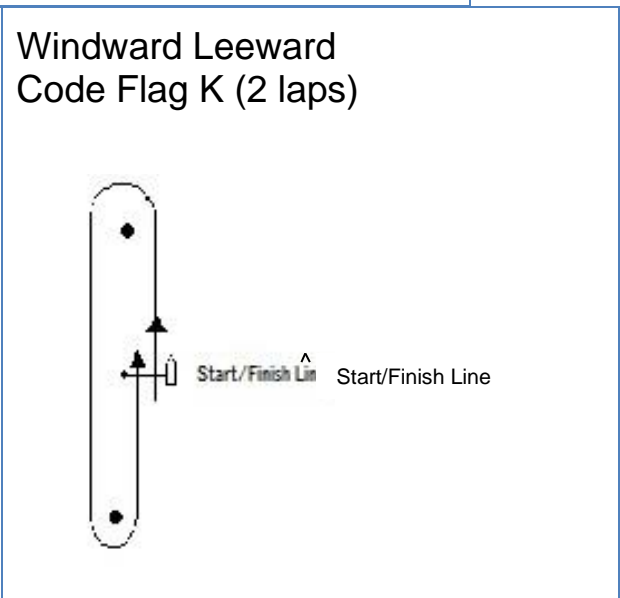 Windward Leeward
Code Flag K (2 laps)
^
Start/Finish Lin Start/Finish Line